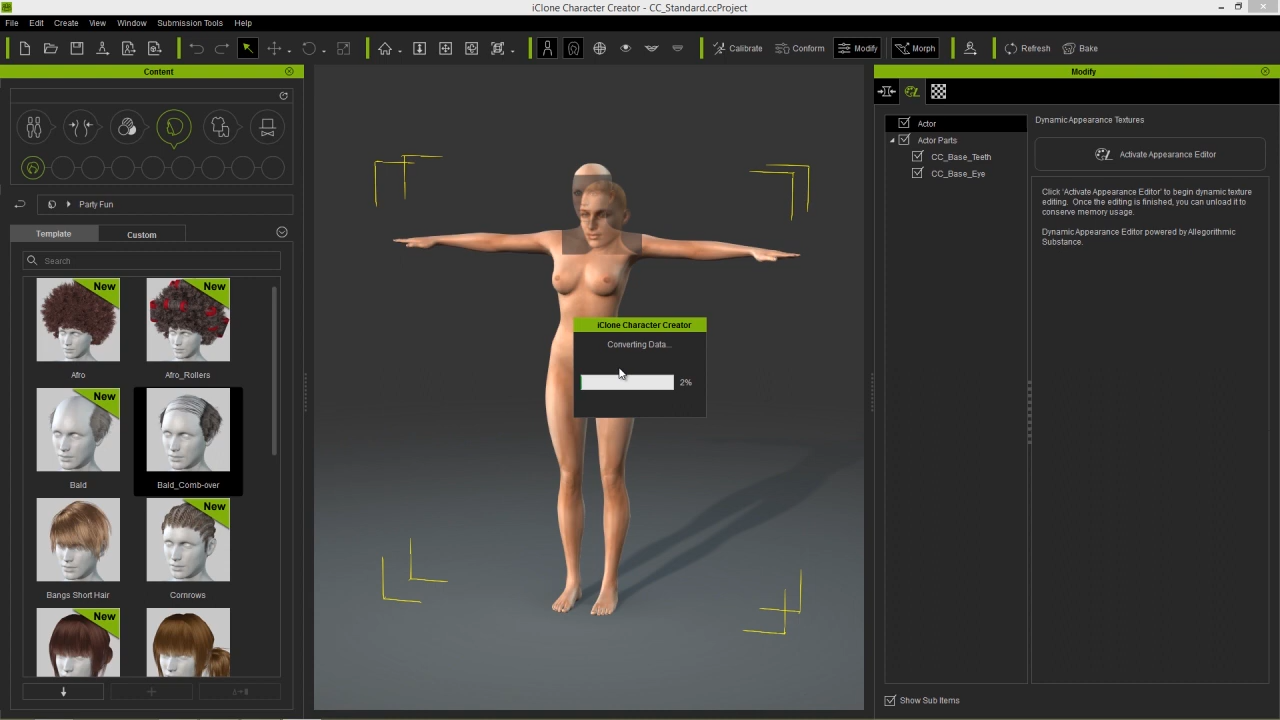 iClone Character Creator - CC_Standard.ccProject
File Edit Create View Window Submission Tools Help
Calibrate Conform Modify Morph Refresh Bake
Content
Party Fun
Template Custom
Search
New New
Afro Afro_Rollers
New
Bald Bald_Comb-over
New
Bangs Short Hair Cornrows
New
iClone Character Creator
Converting Data...
2%
Modify
Actor
Actor Parts
CC_Base_Teeth
CC_Base_Eye
Show Sub Items
Dynamic Appearance Textures
Activate Appearance Editor
Click 'Activate Appearance Editor' to begin dynamic texture
editing. Once the editing is finished, you can unload it to
conserve memory usage.
Dynamic Appearance Editor powered by Allegorithmic
Substance.